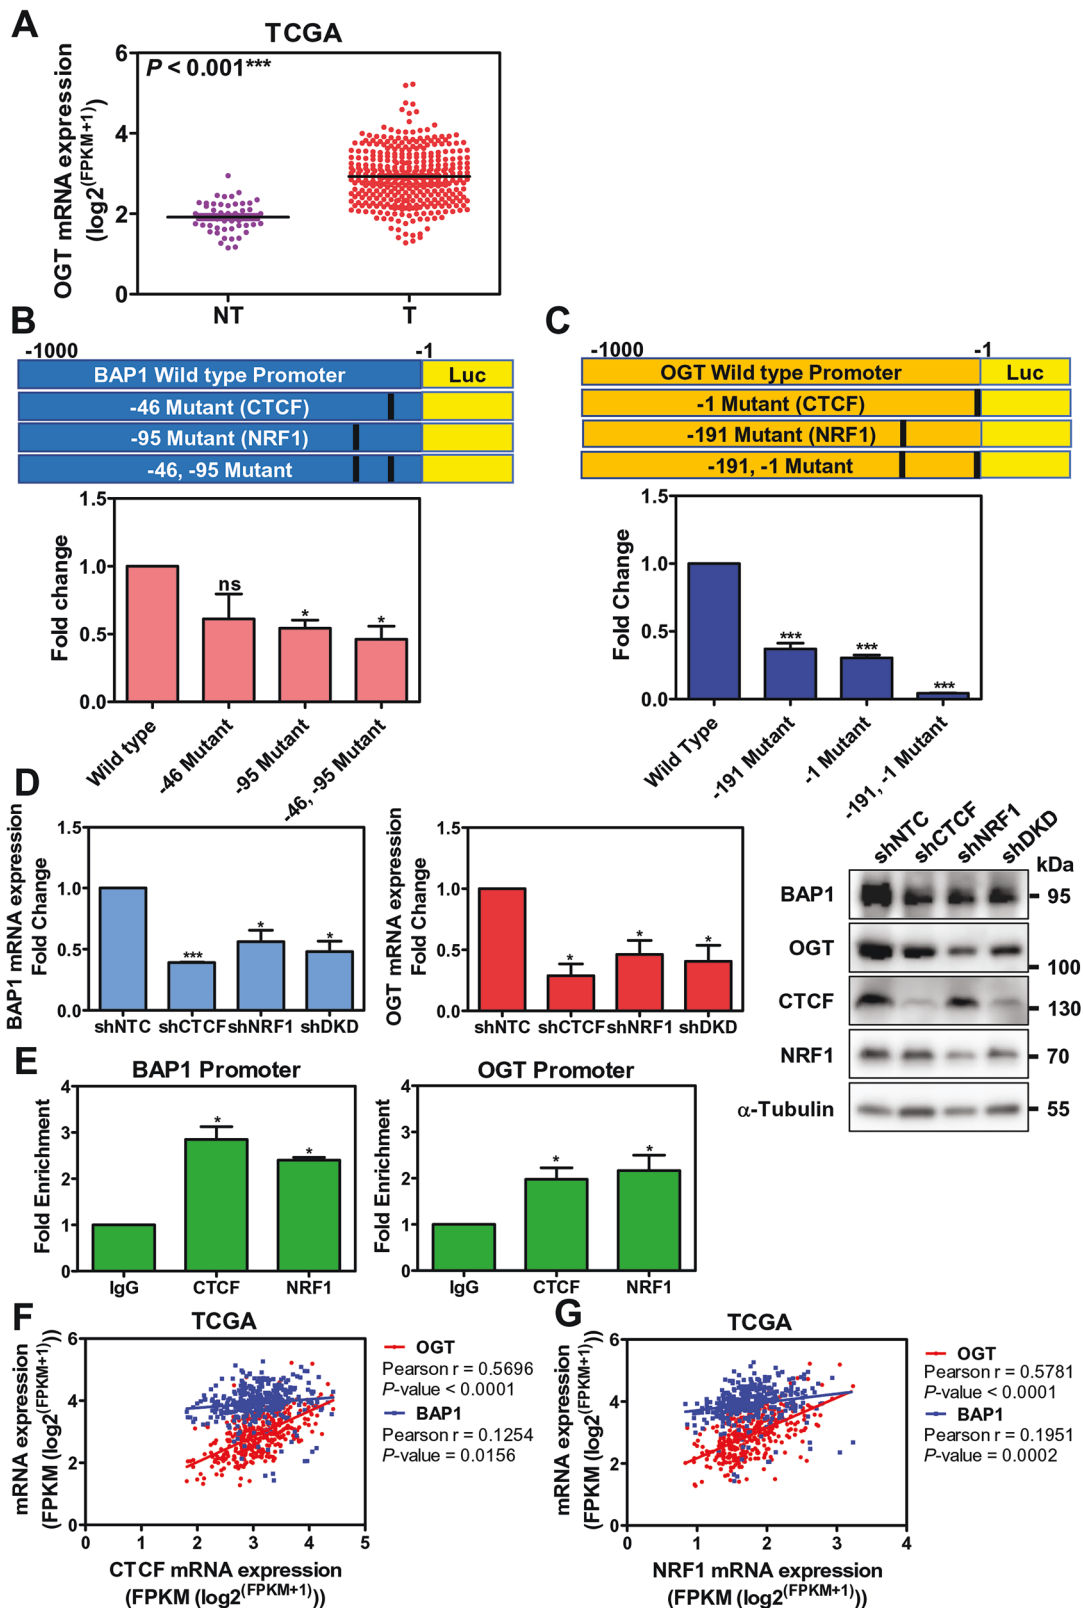 A
TCGA
P < 0.001***
OGT mRNA expression
(log2(FPKM+1))
6
4
2
0
NT
T
B
-1000
-1
BAP1 Wild type Promoter
Luc
-46 Mutant (CTCF)
-95 Mutant (NRF1)
-46, -95 Mutant
Fold change
1.5
1.0
0.5
0.0
ns
*
*
Wild type
-46 Mutant
-95 Mutant
-46, -95 Mutant
C
-1000
-1
OGT Wild type Promoter
Luc
-1 Mutant (CTCF)
-191 Mutant (NRF1)
-191, -1 Mutant
Fold Change
1.5
1.0
0.5
0.0
***
***
***
Wild Type
-191 Mutant
-1 Mutant
-191, -1 Mutant
D
BAP1 mRNA expression
Fold Change
1.5
1.0
0.5
0.0
***
*
*
shNTC
shCTCF
shNRF1
shDKD
OGT mRNA expression
Fold Change
1.5
1.0
0.5
0.0
*
*
*
shNTC
shCTCF
shNRF1
shDKD
shNTC
shCTCF
shNRF1
shDKD
kDa
BAP1
95
OGT
100
CTCF
130
NRF1
70
α-Tubulin
55
E
BAP1 Promoter
Fold Enrichment
4
3
2
1
0
*
*
IgG
CTCF
NRF1
OGT Promoter
Fold Enrichment
4
3
2
1
0
*
*
IgG
CTCF
NRF1
F
TCGA
mRNA expression
(FPKM (log2(FPKM+1)))
6
4
2
0
0
1
2
3
4
5
CTCF mRNA expression
(FPKM (log2(FPKM+1)))
OGT
Pearson r = 0.5696
P-value < 0.0001
BAP1
Pearson r = 0.1254
P-value = 0.0156
G
TCGA
mRNA expression
(FPKM (log2(FPKM+1)))
6
4
2
0
0
1
2
3
4
NRF1 mRNA expression
(FPKM (log2(FPKM+1)))
OGT
Pearson r = 0.5781
P-value < 0.0001
BAP1
Pearson r = 0.1951
P-value = 0.0002